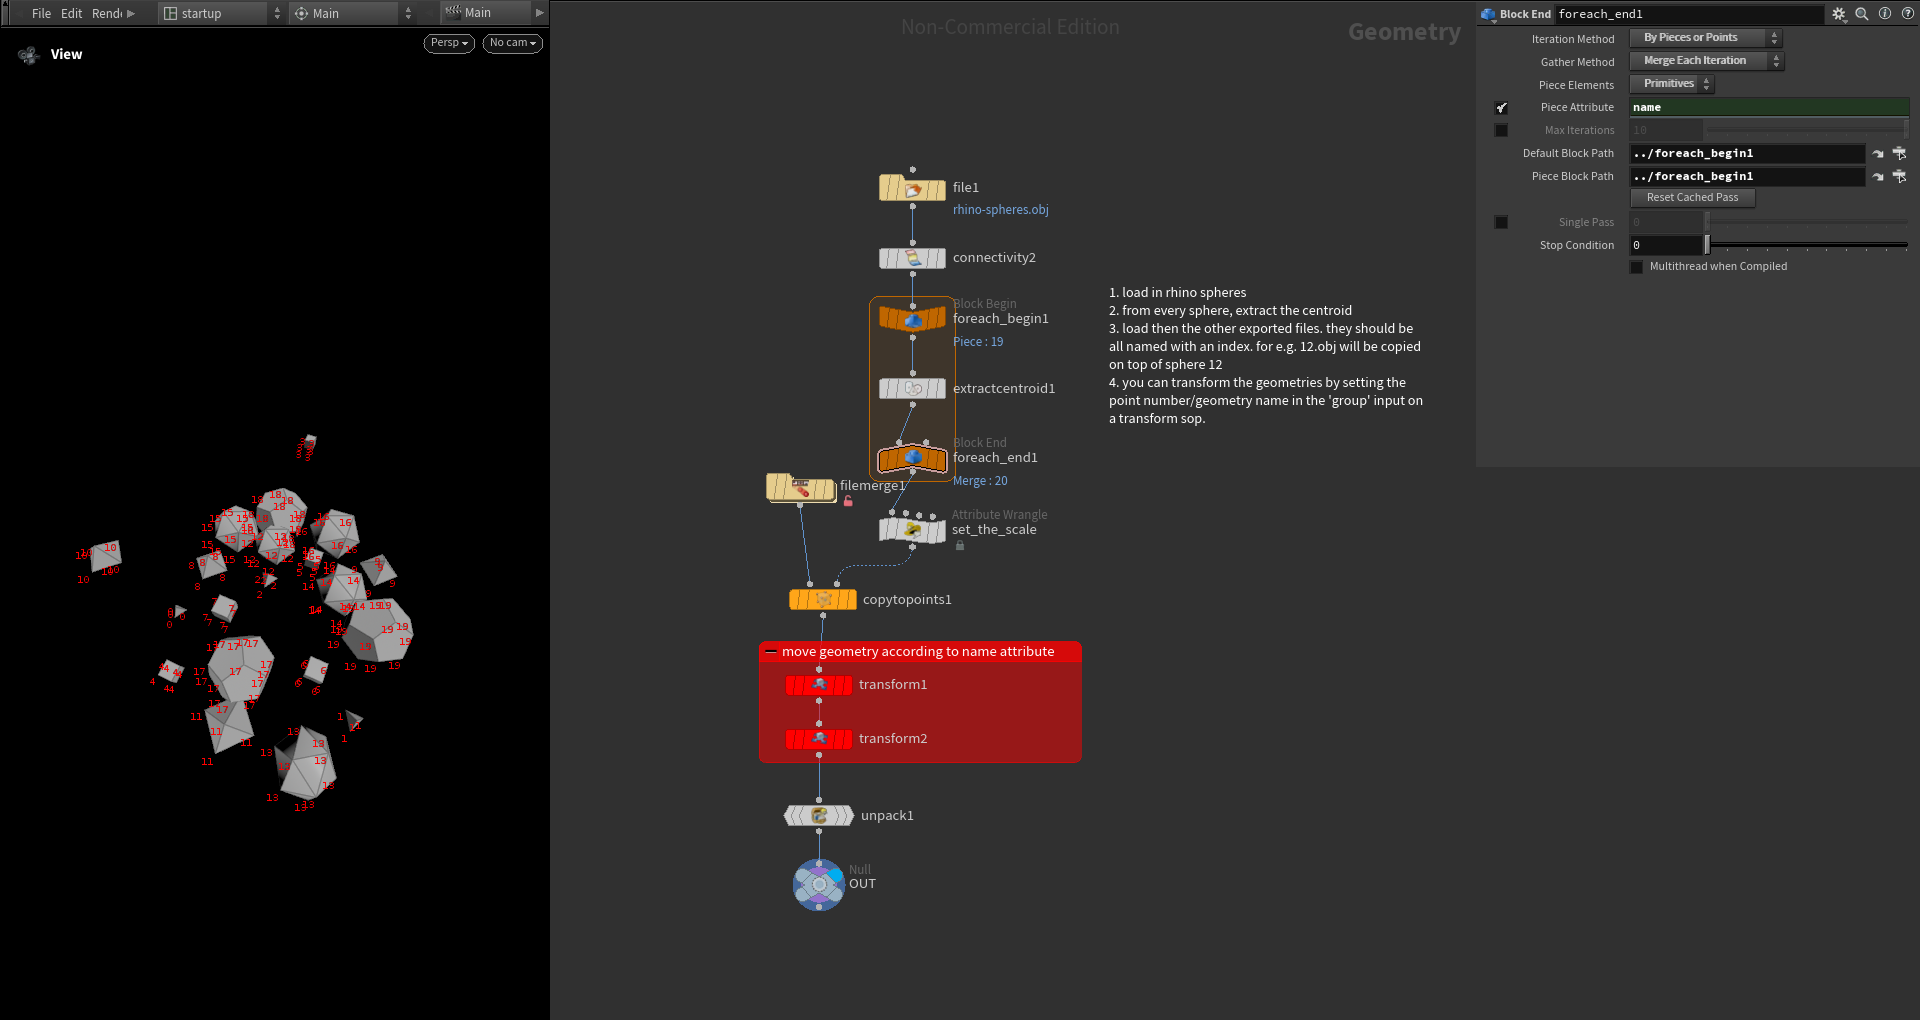 File Edit Rend startup Main Main
View
Persp No cam
Non-Commercial Edition
Geometry
file1
rhino-spheres.obj
connectivity2
Block Begin
foreach_begin1
Piece : 19
extractcentroid1
Block End
foreach_end1
Merge : 20
filemerge1
Attribute Wrangle
set_the_scale
copytopoints1
move geometry according to name attribute
transform1
transform2
unpack1
Null
OUT
1. load in rhino spheres
2. from every sphere, extract the centroid
3. load then the other exported files. they should be
all named with an index. for e.g. 12.obj will be copied
on top of sphere 12
4. you can transform the geometries by setting the
point number/geometry name in the 'group' input on
a transform sop.
Block End foreach_end1
Iteration Method By Pieces or Points
Gather Method Merge Each Iteration
Piece Elements Primitives
Piece Attribute name
Max Iterations 10
Default Block Path ../foreach_begin1
Piece Block Path ../foreach_begin1
Reset Cached Pass
Single Pass 0
Stop Condition 0
Multithread when Compiled